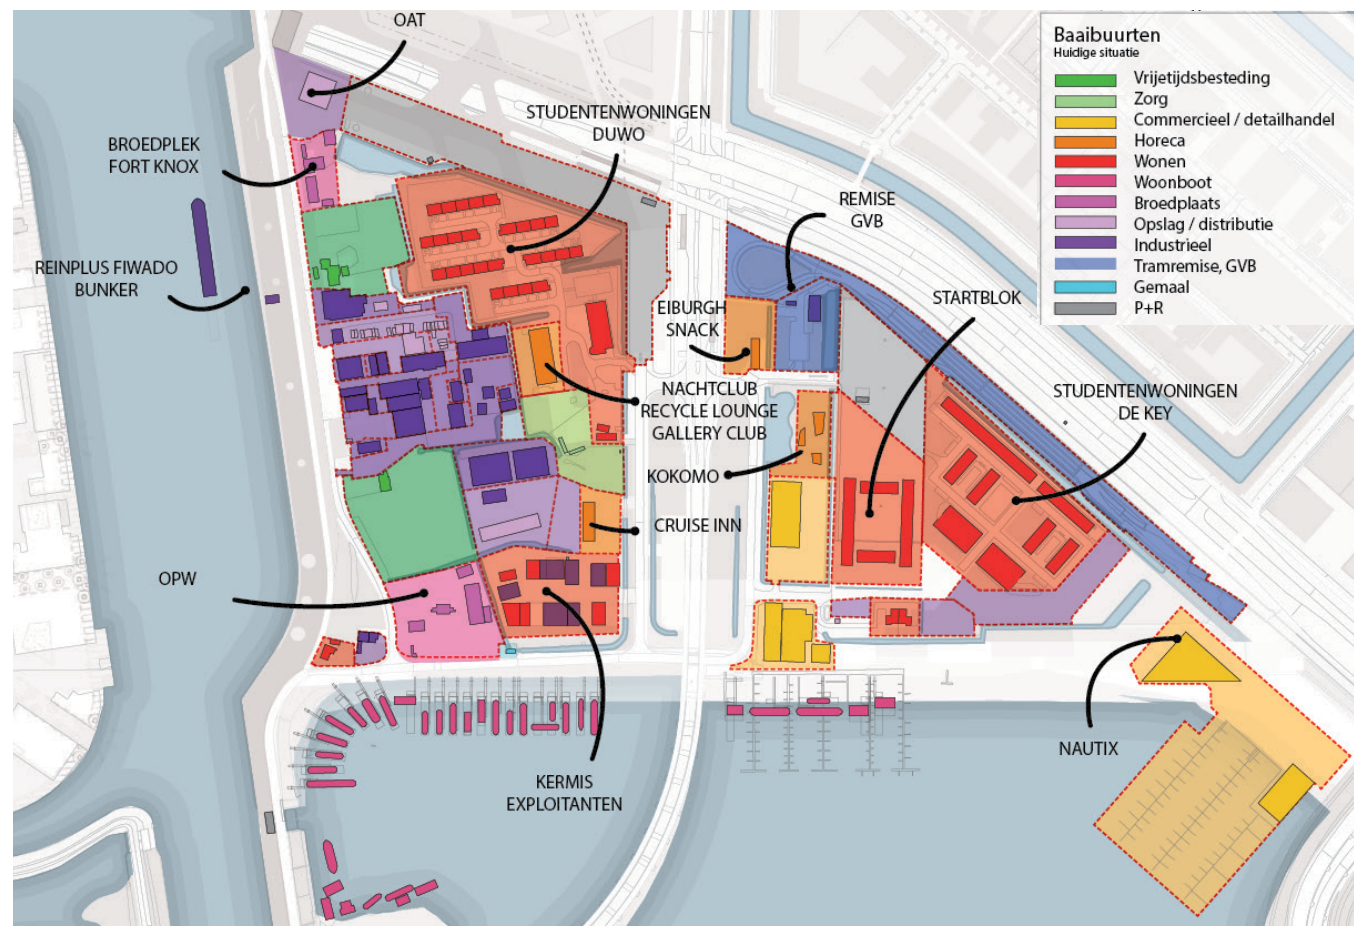 OAT
STUDENTENWONINGEN
DUWO
BROEDPLEK
FORT KNOX
REMISE
GVB
REINPLUS FIWADO
BUNKER
EIBURGH
SNACK
STARTBLOK
NACHTCLUB
RECYCLE LOUNGE
GALLERY CLUB
STUDENTENWONINGEN
DE KEY
KOKOMO
CRUISE INN
OPW
KERMIS
EXPLOITANTEN
NAUTIX
Baaibuurten
Huidige situatie
Vrijetijdsbesteding
Zorg
Commercieel / detailhandel
Horeca
Wonen
Woonboot
Broedplaats
Opslag / distributie
Industrieel
Tramremise, GVB
Gemaal
P+R